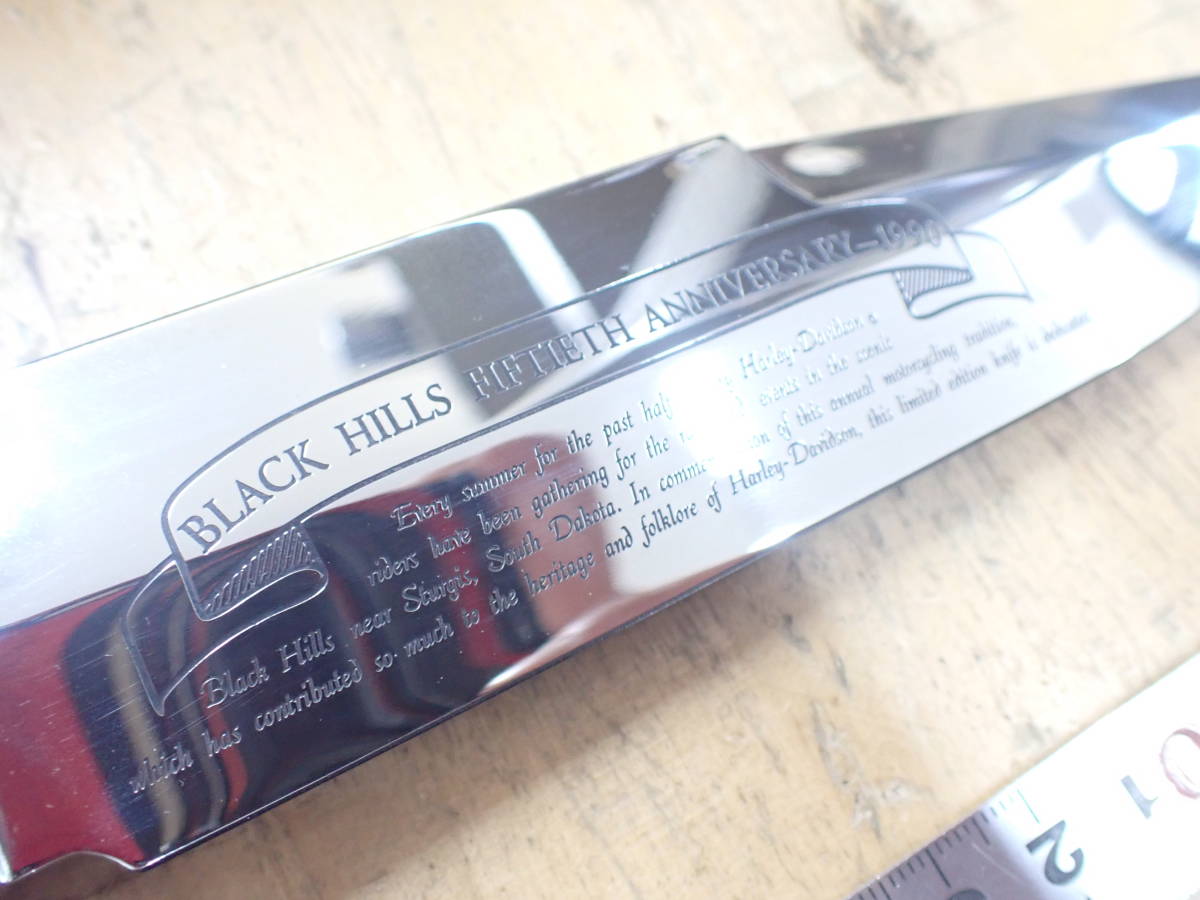 BLACK HILLS FIFTIETH ANNIVERSARY–1990
Every summer for the past half Harley-Davidson
riders have been gathering for the events in the scenic
Black Hills near Sturgis, South Dakota. In of this annual motorcycling tradition,
which has contributed so much to the heritage and folklore of Harley-Davidson, this limited edition knife is dedicated.
1
2